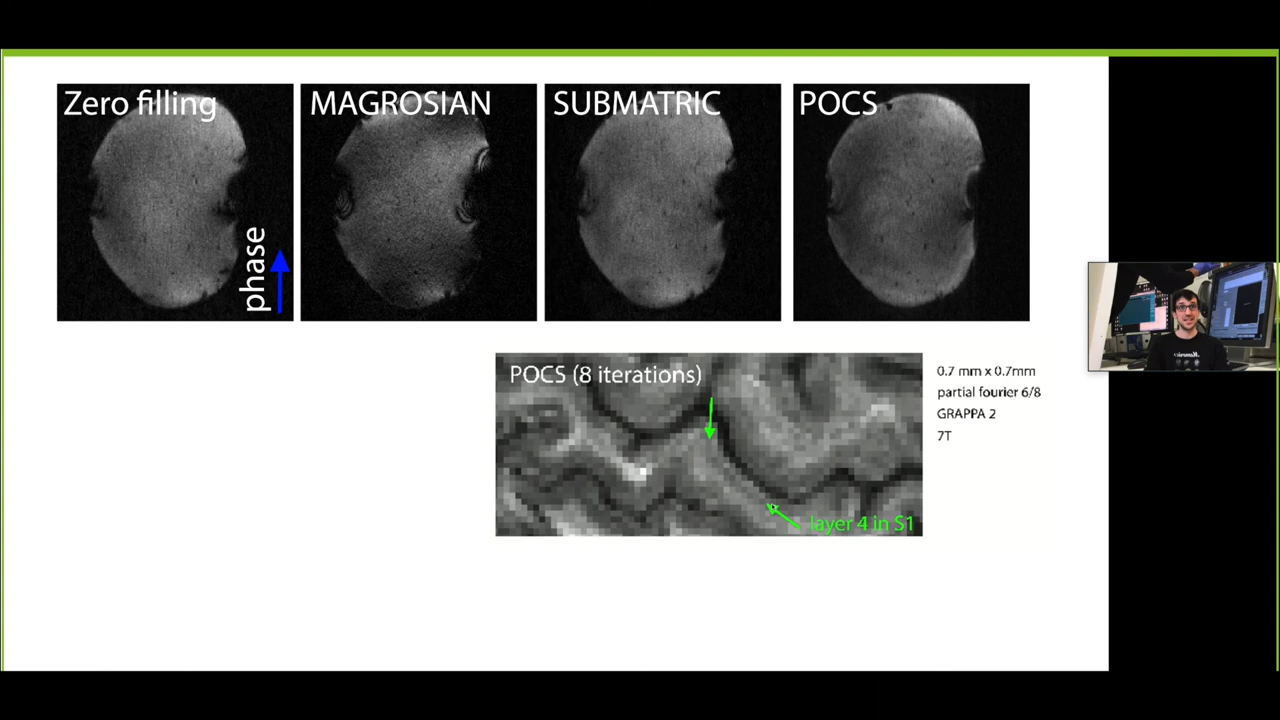 Zero filling
MAGROSIAN
SUBMATRIC
POCS
phase
POCS (8 iterations)
layer 4 in S1
0.7 mm x 0.7mm
partial fourier 6/8
GRAPPA 2
7T